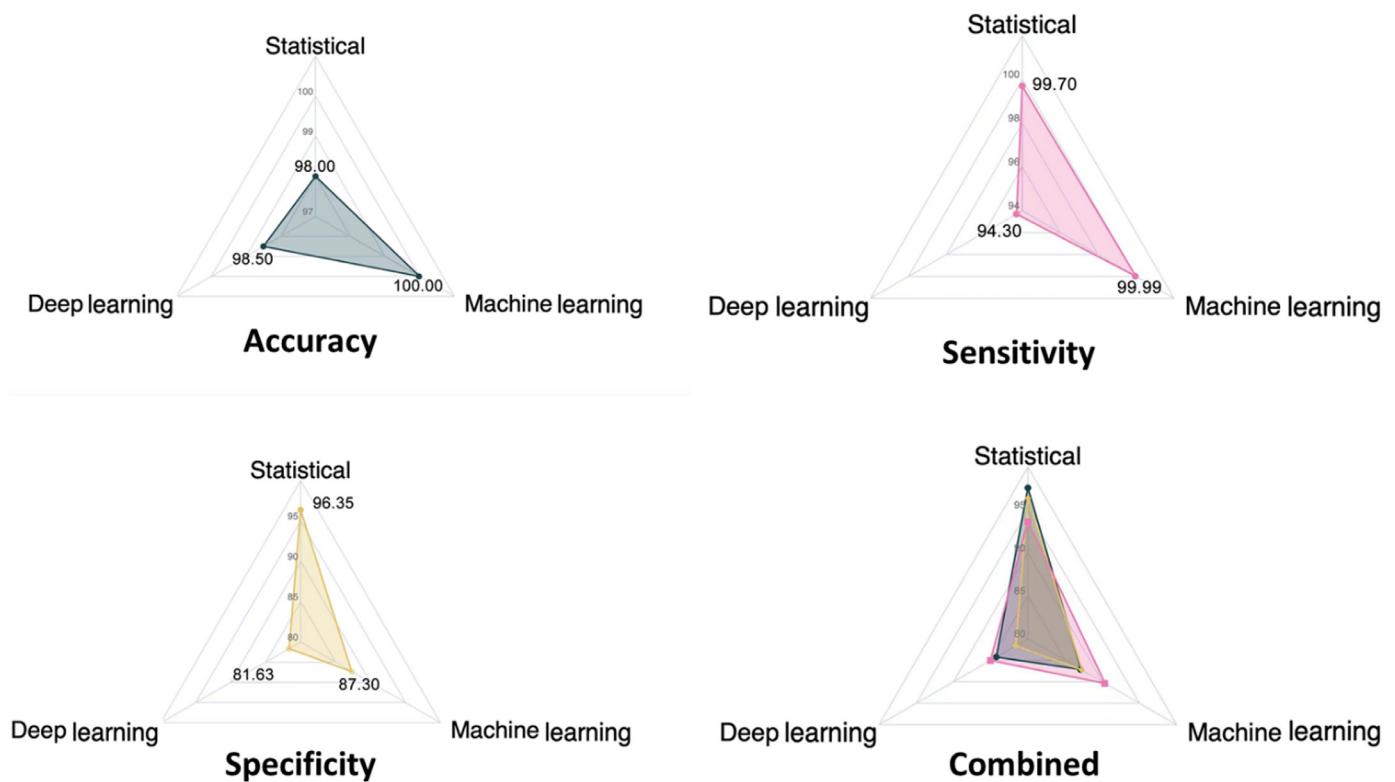 Statistical
100
99
98.00
97
98.50
100.00
Deep learning
Machine learning
Accuracy
Statistical
100
99.70
98
96
94
94.30
99.99
Deep learning
Machine learning
Sensitivity
Statistical
96.35
95
90
85
80
81.63
87.30
Deep learning
Machine learning
Specificity
Statistical
95
90
85
80
Deep learning
Machine learning
Combined